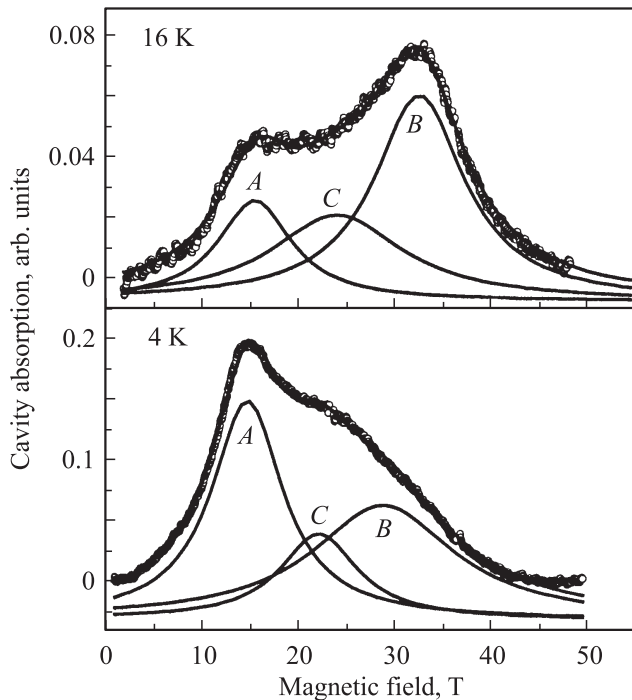 0.08
16 K
B
0.04
A
C
0
Cavity absorption, arb. units
0.2
4 K
A
0.1
C
B
0
0 10 20 30 40 50
Magnetic field, T